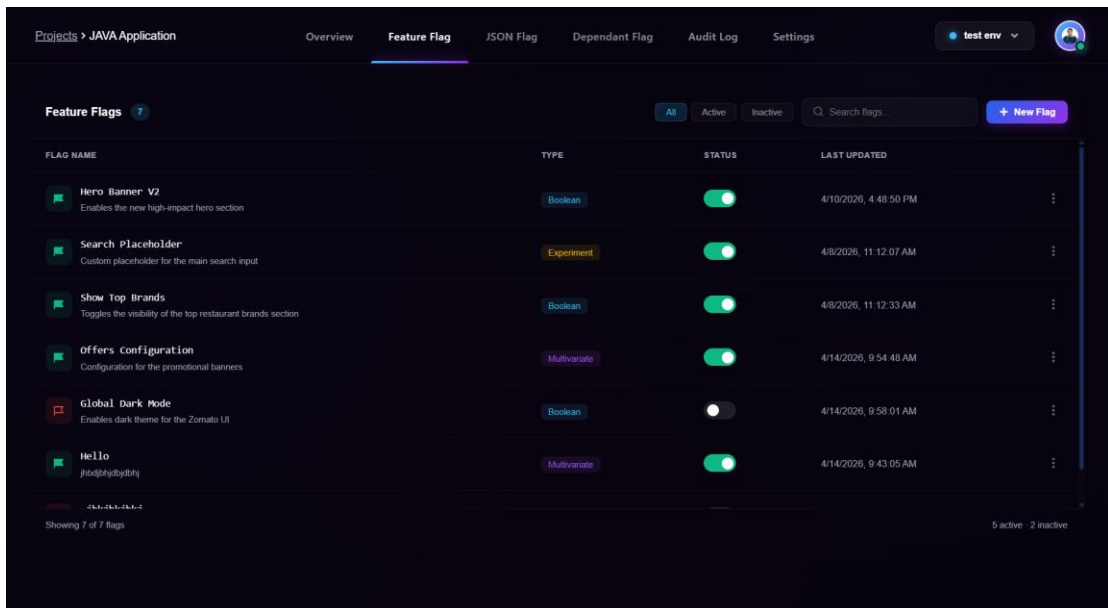 Projects > JAVA Application
Overview
Feature Flag
JSON Flag
Dependant Flag
Audit Log
Settings
test env
Feature Flags 7
All
Active
Inactive
Search flags...
+ New Flag
FLAG NAME TYPE STATUS LAST UPDATED
Hero Banner V2
Enables the new high-impact hero section
Boolean
4/10/2026, 4:48:50 PM
Search Placeholder
Custom placeholder for the main search input
Experiment
4/8/2026, 11:12:07 AM
Show Top Brands
Toggles the visibility of the top restaurant brands section
Boolean
4/8/2026, 11:12:33 AM
Offers Configuration
Configuration for the promotional banners
Multivariate
4/14/2026, 9:54:48 AM
Global Dark Mode
Enables dark theme for the Zomato UI
Boolean
4/14/2026, 9:58:01 AM
Hello
jhbdjbhjdbjdbhj
Multivariate
4/14/2026, 9:43:05 AM
Showing 7 of 7 flags
5 active · 2 inactive